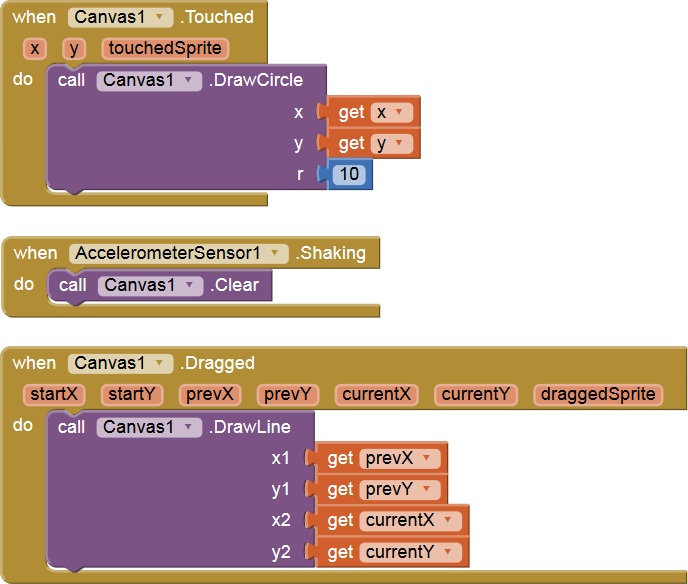 when Canvas1 .Touched
x y touchedSprite
do call Canvas1 .DrawCircle
x get x
y get y
r 10
when AccelerometerSensor1 .Shaking
do call Canvas1 .Clear
when Canvas1 .Dragged
startX startY prevX prevY currentX currentY draggedSprite
do call Canvas1 .DrawLine
x1 get prevX
y1 get prevY
x2 get currentX
y2 get currentY